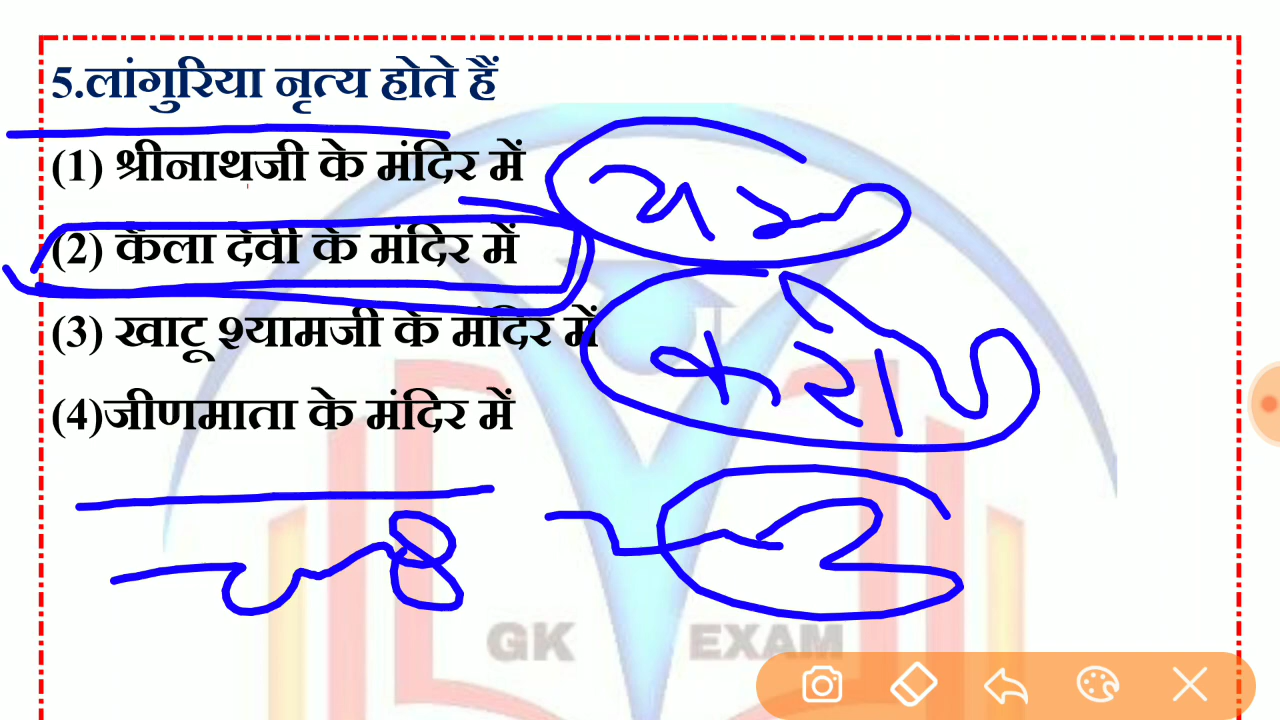 5.लांगुरिया नृत्य होते हैं
(1) श्रीनाथजी के मंदिर में
(2) कैला देवी के मंदिर में
(3) खाटू श्यामजी के मंदिर में
(4)जीणमाता के मंदिर में
GK EXAM